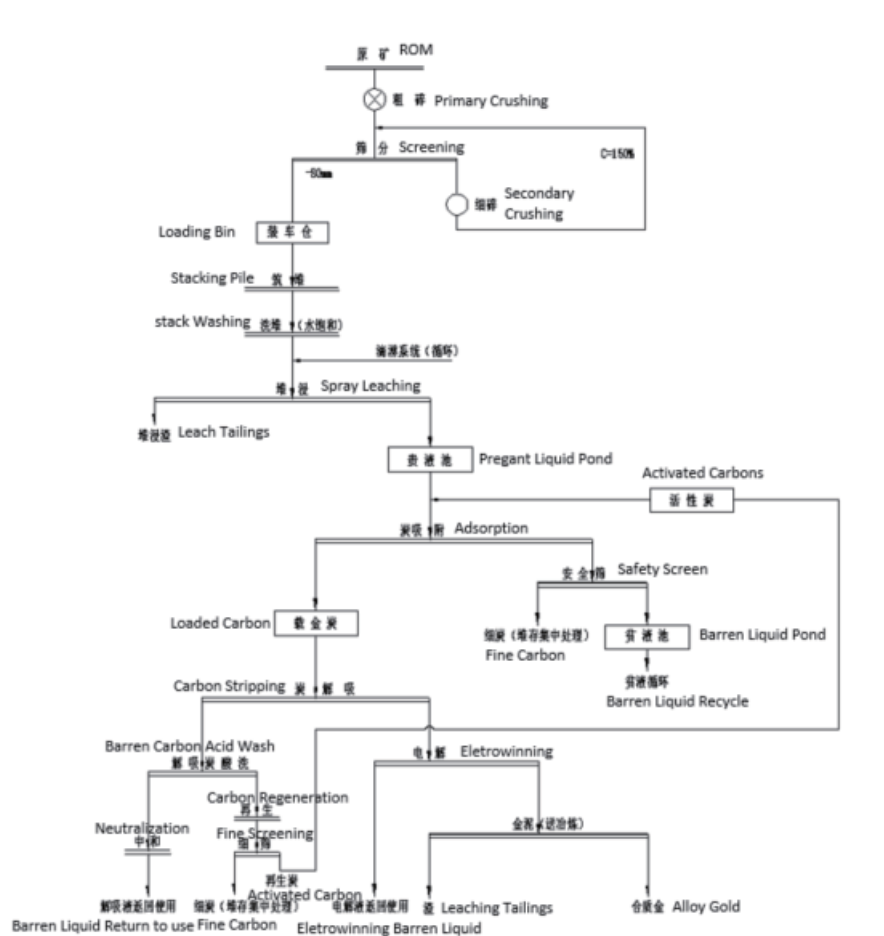 原 矿 ROM
粗 碎 Primary Crushing
筛 分 Screening
C=150%
细碎 Secondary
Crushing
Loading Bin 装 车 仓
Stacking Pile 筑 堆
stack Washing 洗堆 (水饱和)
滴淋系统 (循环)
堆 浸 Spray Leaching
堆浸渣 Leach Tailings
贵 液 池 Pregant Liquid Pond
Activated Carbons
活 性 炭
炭吸 附 Adsorption
安 全 筛 Safety Screen
Loaded Carbon 载 金 炭
细炭 (堆存集中处理)
Fine Carbon
贫 液 池 Barren Liquid Pond
贫液循环
Barren Liquid Recycle
Carbon Stripping 炭 解 吸
Barren Carbon Acid Wash
解 吸 炭 酸 洗
电 解 Eletrowinning
Carbon Regeneration
再 生
Neutralization
中 和
Fine Screening
细 筛
金泥 (送冶炼)
再生炭
Activated Carbon
解吸液返回使用
Barren Liquid Return to use
细炭 (堆存集中处理)
Fine Carbon
电解液返回使用
Eletrowinning Barren Liquid
渣 Leaching Tailings
合质金 Alloy Gold